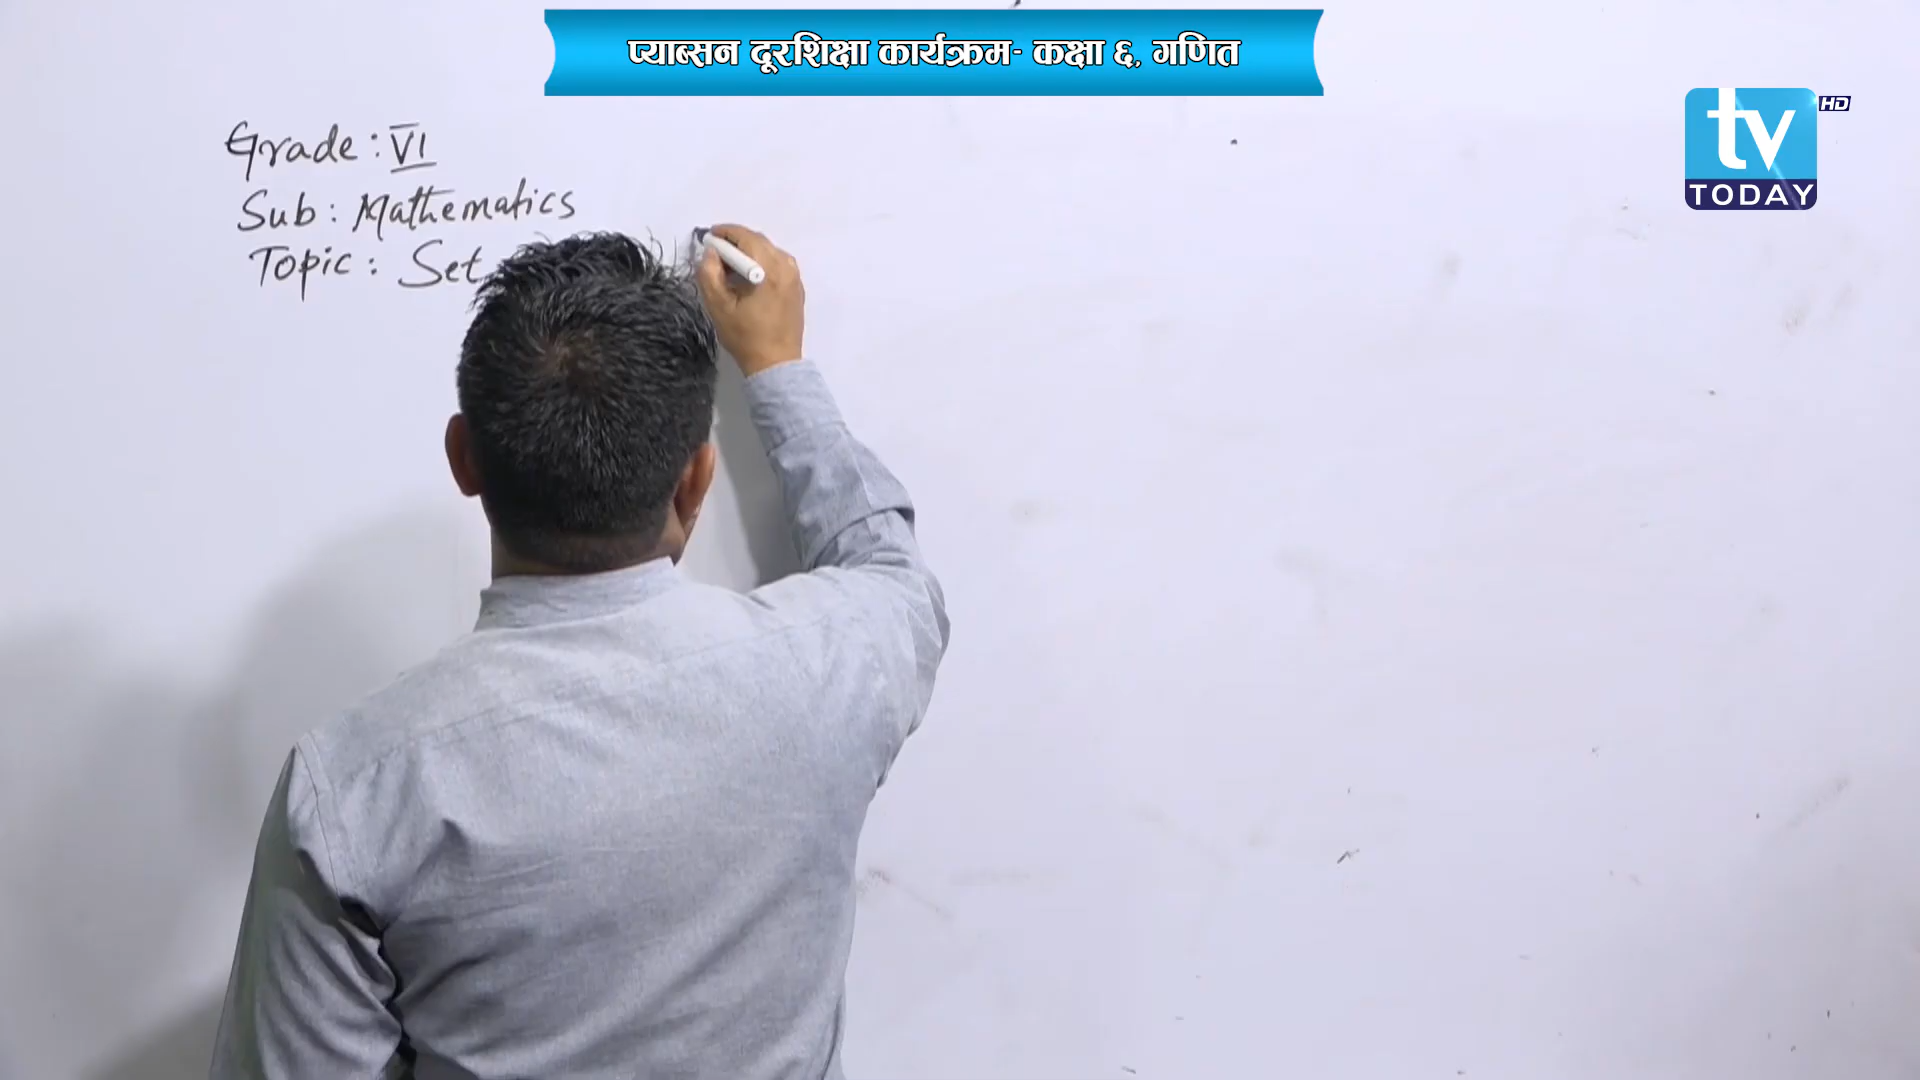 प्याब्सन दूरशिक्षा कार्यक्रम- कक्षा ६, गणित
tv HD
TODAY
Grade : VI
Sub : Mathematics
Topic : Set